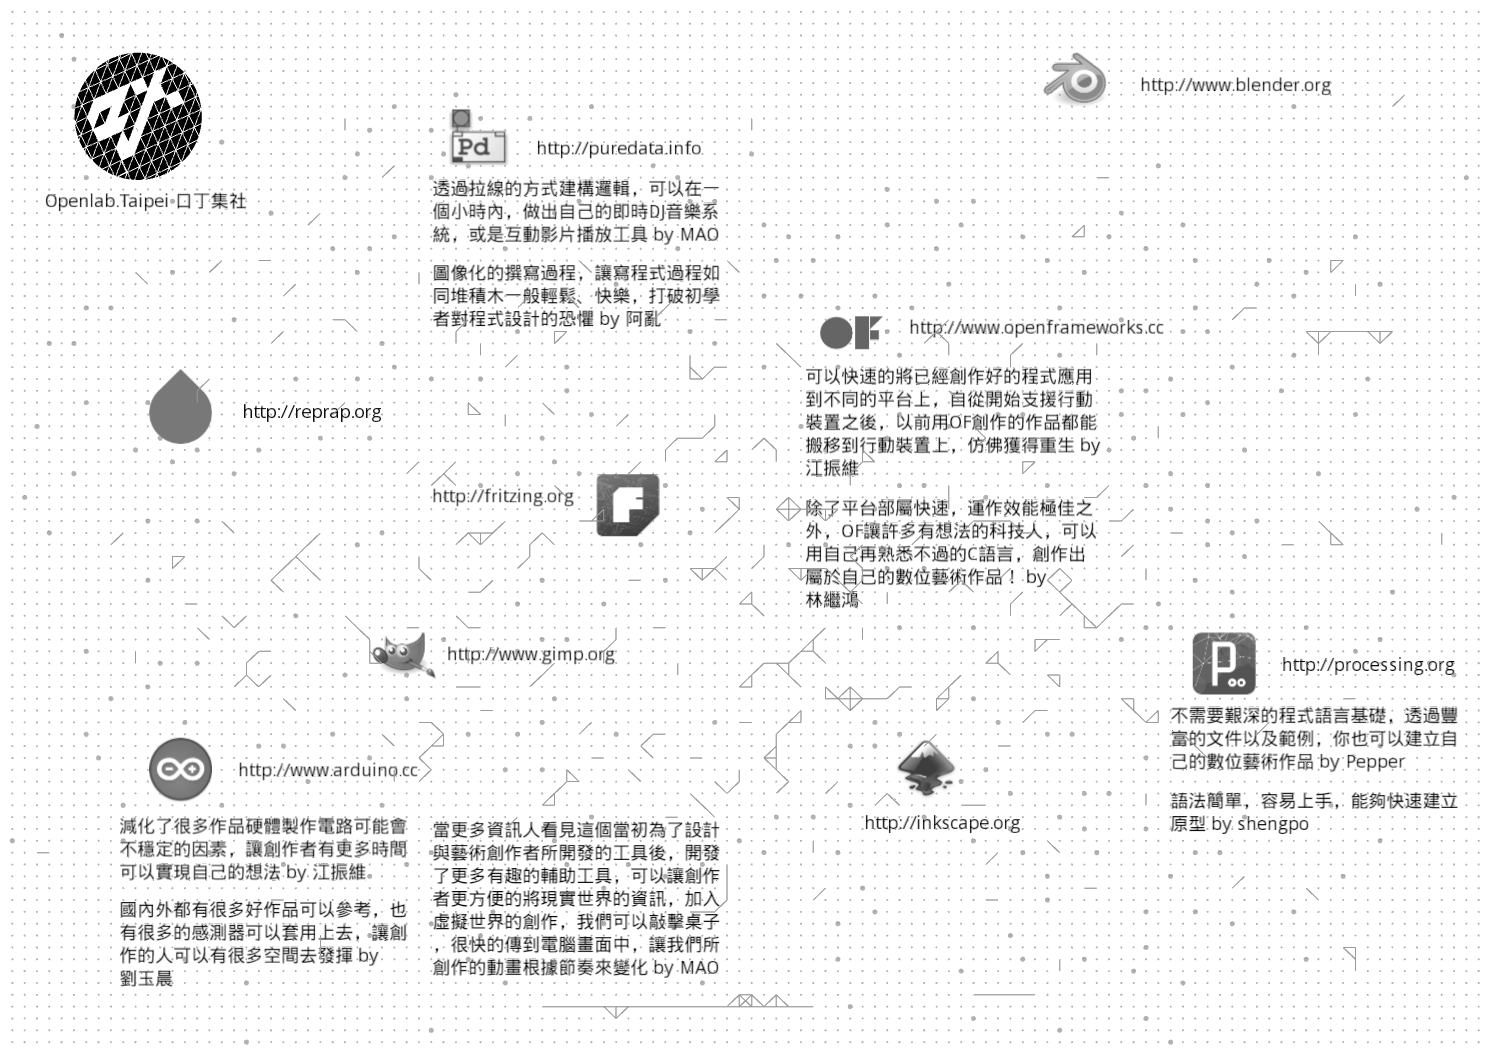 Openlab.Taipei 口丁集社
Pd
http://puredata.info
透過拉線的方式建構邏輯，可以在一
個小時內，做出自己的即時DJ音樂系
統，或是互動影片播放工具 by MAO
圖像化的撰寫過程，讓寫程式過程如
同堆積木一般輕鬆、快樂，打破初學
者對程式設計的恐懼 by 阿亂
http://www.blender.org
OF
http://www.openframeworks.cc
可以快速的將已經創作好的程式應用
到不同的平台上，自從開始支援行動
裝置之後，以前用OF創作的作品都能
搬移到行動裝置上，仿佛獲得重生 by
江振維
除了平台部屬快速，運作效能極佳之
外，OF讓許多有想法的科技人，可以
用自己再熟悉不過的C語言，創作出
屬於自己的數位藝術作品！ by
林繼鴻
http://reprap.org
http://fritzing.org
F
http://www.gimp.org
P
http://processing.org
不需要艱深的程式語言基礎，透過豐
富的文件以及範例，你也可以建立自
己的數位藝術作品 by Pepper
語法簡單，容易上手，能夠快速建立
原型 by shengpo
http://www.arduino.cc
減化了很多作品硬體製作電路可能會
不穩定的因素，讓創作者有更多時間
可以實現自己的想法 by 江振維。
國內外都有很多好作品可以參考，也
有很多的感測器可以套用上去，讓創
作的人可以有很多空間去發揮 by
劉玉晨
當更多資訊人看見這個當初為了設計
與藝術創作者所開發的工具後，開發
了更多有趣的輔助工具，可以讓創作
者更方便的將現實世界的資訊，加入
虛擬世界的創作，我們可以敲擊桌子
，很快的傳到電腦畫面中，讓我們所
創作的動畫根據節奏來變化 by MAO
http://inkscape.org